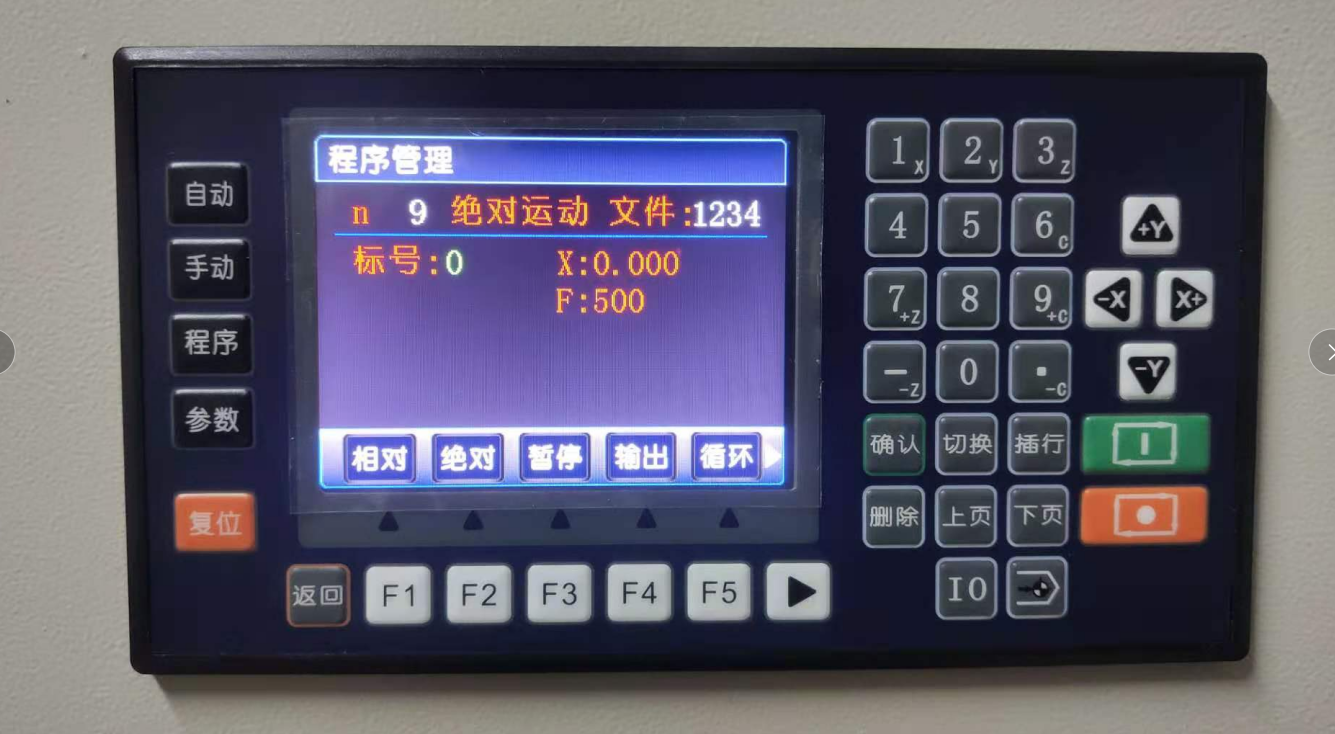 程序管理
n 9 绝对运动 文件:1234
标号:0 X:0.000
F:500
相对 绝对 暂停 输出 循环
自动
手动
程序
参数
复位
返回 F1 F2 F3 F4 F5
1X 2Y 3Z
4 5 6C
7+Z 8 9+C
−-Z 0 .-C
确认 切换 插行
删除 上页 下页
IO
+Y
-X X+
-Y